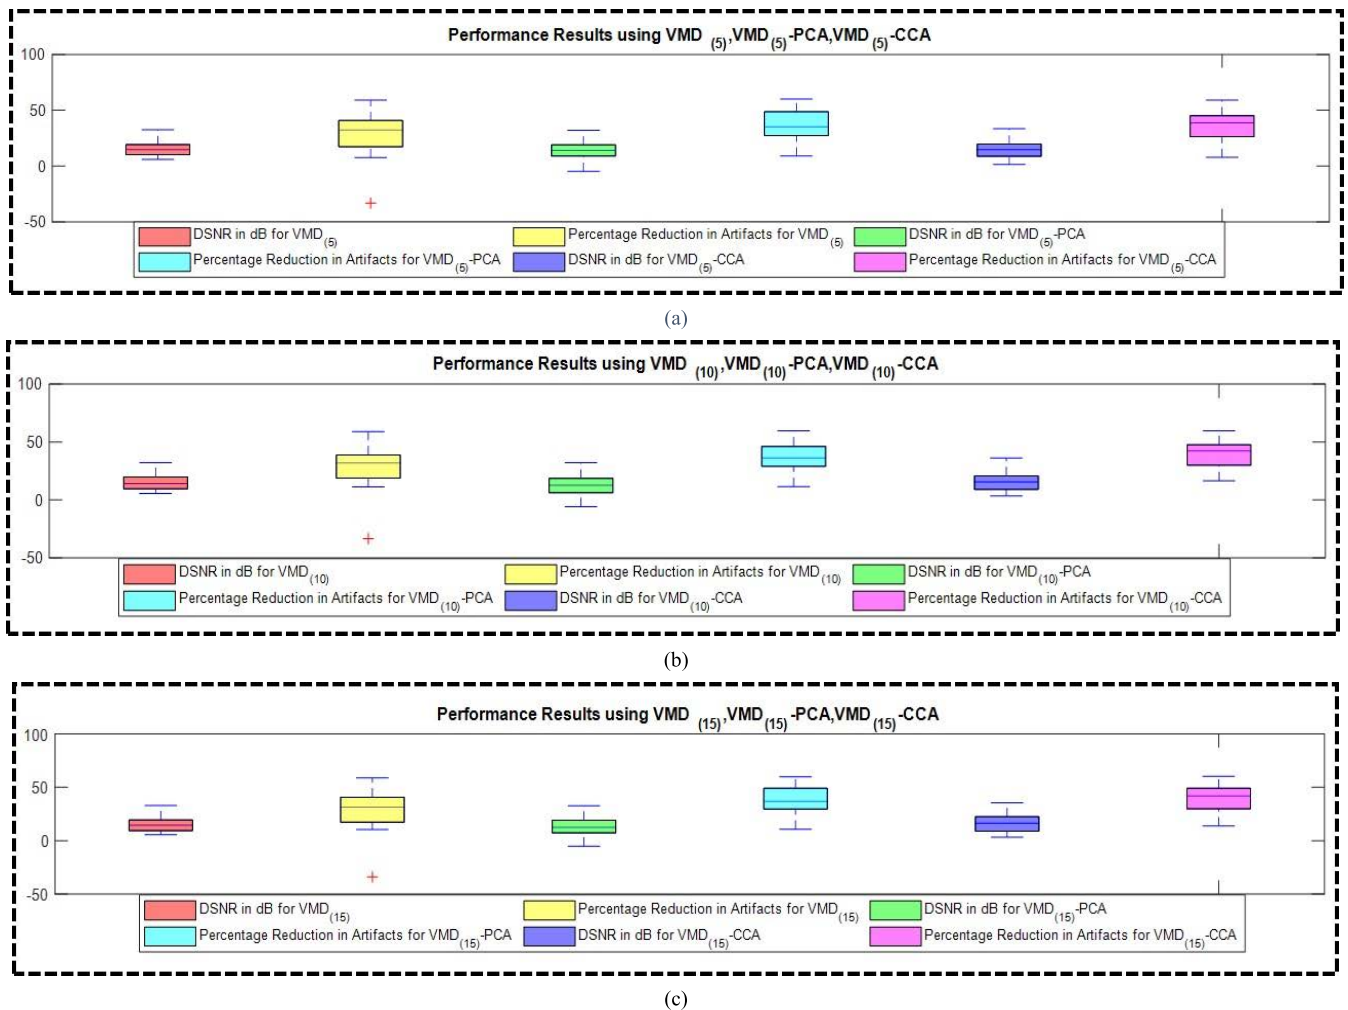 Performance Results using VMD (5),VMD(5)-PCA,VMD(5)-CCA
100
50
0
-50
DSNR in dB for VMD(5)
Percentage Reduction in Artifacts for VMD(5)
DSNR in dB for VMD(5)-PCA
Percentage Reduction in Artifacts for VMD(5)-PCA
DSNR in dB for VMD(5)-CCA
Percentage Reduction in Artifacts for VMD(5)-CCA
(a)
Performance Results using VMD (10),VMD(10)-PCA,VMD(10)-CCA
100
50
0
-50
DSNR in dB for VMD(10)
Percentage Reduction in Artifacts for VMD(10)
DSNR in dB for VMD(10)-PCA
Percentage Reduction in Artifacts for VMD(10)-PCA
DSNR in dB for VMD(10)-CCA
Percentage Reduction in Artifacts for VMD(10)-CCA
(b)
Performance Results using VMD (15),VMD(15)-PCA,VMD(15)-CCA
100
50
0
-50
DSNR in dB for VMD(15)
Percentage Reduction in Artifacts for VMD(15)
DSNR in dB for VMD(15)-PCA
Percentage Reduction in Artifacts for VMD(15)-PCA
DSNR in dB for VMD(15)-CCA
Percentage Reduction in Artifacts for VMD(15)-CCA
(c)